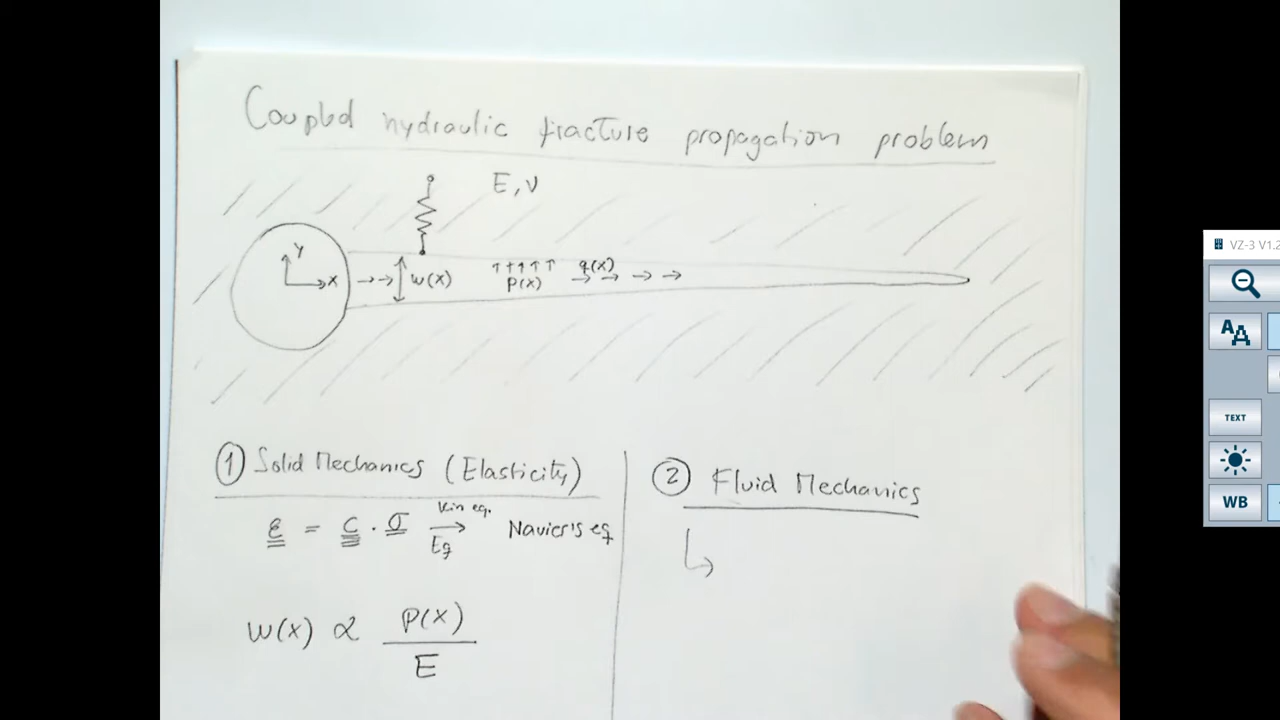 Coupled hydraulic fracture propagation problem
E, ν
Y
X
w(x)
↑↑↑↑↑
P(x)
q(x)
→ → → →
① Solid Mechanics (Elasticity)
ε = C · σ Kin eq. → Eq Navier's eq
w(x) ∝ P(x) / E
② Fluid Mechanics
VZ-3 V1.2
AA
TEXT
WB